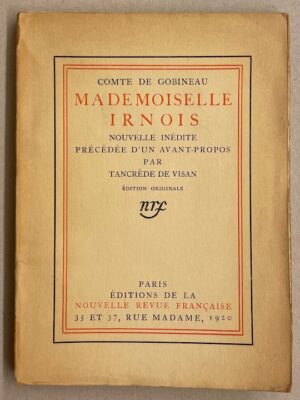 COMTE DE GOBINEAU
MADEMOISELLE
IRNOIS
NOUVELLE INÉDITE
PRÉCÉDÉE D'UN AVANT-PROPOS
PAR
TANCRÈDE DE VISAN
ÉDITION ORIGINALE
nrf
PARIS
ÉDITIONS DE LA
NOUVELLE REVUE FRANÇAISE
35 ET 37, RUE MADAME, 1920